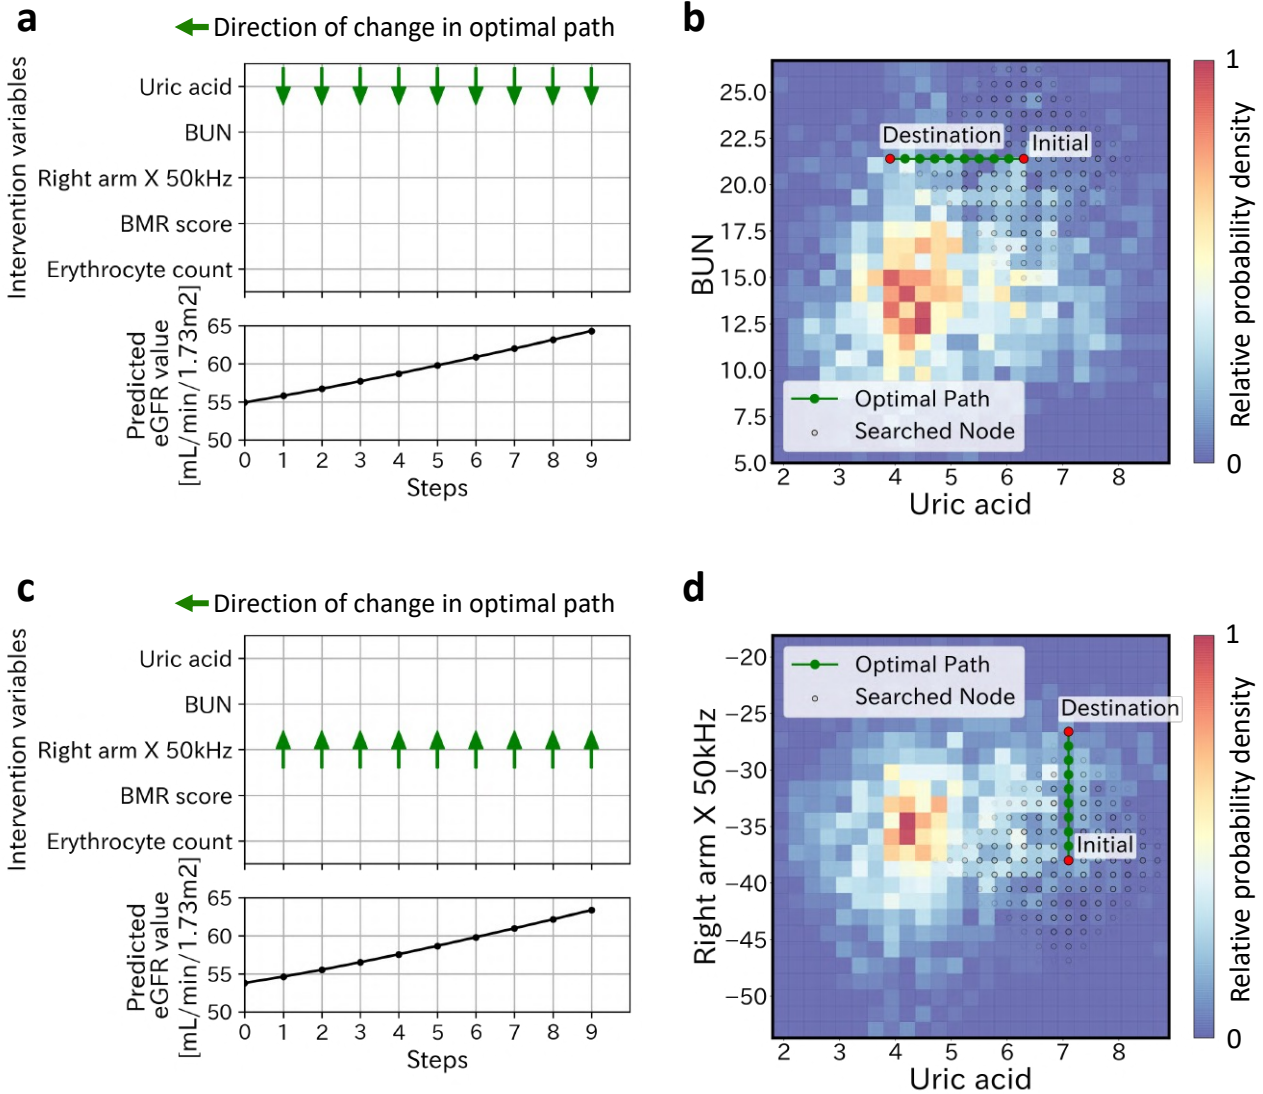 a
Direction of change in optimal path
Intervention variables
Uric acid
BUN
Right arm X 50kHz
BMR score
Erythrocyte count
Predicted
eGFR value
[mL/min/1.73m2]
65
60
55
50
0 1 2 3 4 5 6 7 8 9
Steps
b
BUN
25.0
22.5
20.0
17.5
15.0
12.5
10.0
7.5
5.0
Destination
Initial
Optimal Path
Searched Node
2 3 4 5 6 7 8
Uric acid
1
Relative probability density
0
c
Direction of change in optimal path
Intervention variables
Uric acid
BUN
Right arm X 50kHz
BMR score
Erythrocyte count
Predicted
eGFR value
[mL/min/1.73m2]
65
60
55
50
0 1 2 3 4 5 6 7 8 9
Steps
d
Right arm X 50kHz
−20
−25
−30
−35
−40
−45
−50
Optimal Path
Searched Node
Destination
Initial
2 3 4 5 6 7 8
Uric acid
1
Relative probability density
0